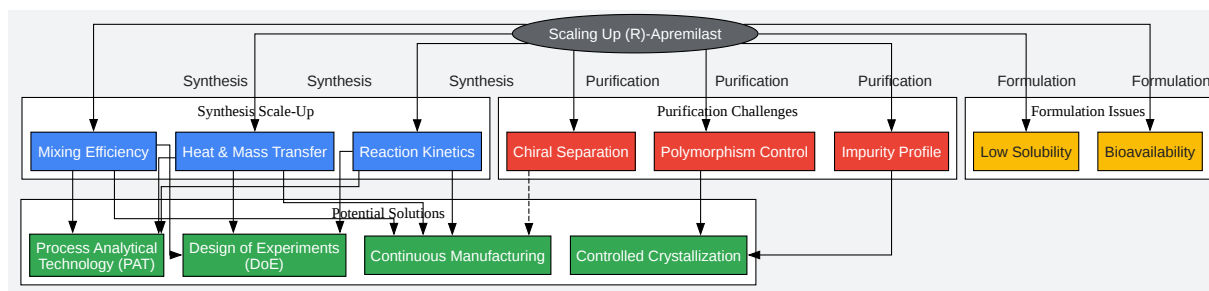 Scaling Up (R)-Apremilast
Synthesis
Synthesis
Synthesis
Purification
Purification
Purification
Formulation
Formulation
Synthesis Scale-Up
Purification Challenges
Formulation Issues
Mixing Efficiency
Heat & Mass Transfer
Reaction Kinetics
Chiral Separation
Polymorphism Control
Impurity Profile
Low Solubility
Bioavailability
Potential Solutions
Process Analytical
Technology (PAT)
Design of Experiments
(DoE)
Continuous Manufacturing
Controlled Crystallization